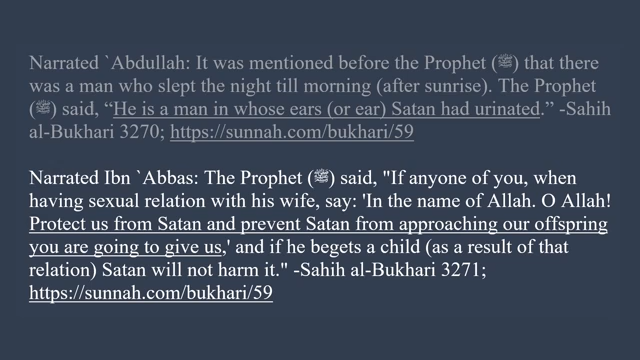 Narrated `Abdullah: It was mentioned before the Prophet (ﷺ) that there
was a man who slept the night till morning (after sunrise). The Prophet
(ﷺ) said, “He is a man in whose ears (or ear) Satan had urinated.” -Sahih
al-Bukhari 3270; https://sunnah.com/bukhari/59
Narrated Ibn `Abbas: The Prophet (ﷺ) said, "If anyone of you, when
having sexual relation with his wife, say: 'In the name of Allah. O Allah!
Protect us from Satan and prevent Satan from approaching our offspring
you are going to give us,' and if he begets a child (as a result of that
relation) Satan will not harm it." -Sahih al-Bukhari 3271;
https://sunnah.com/bukhari/59